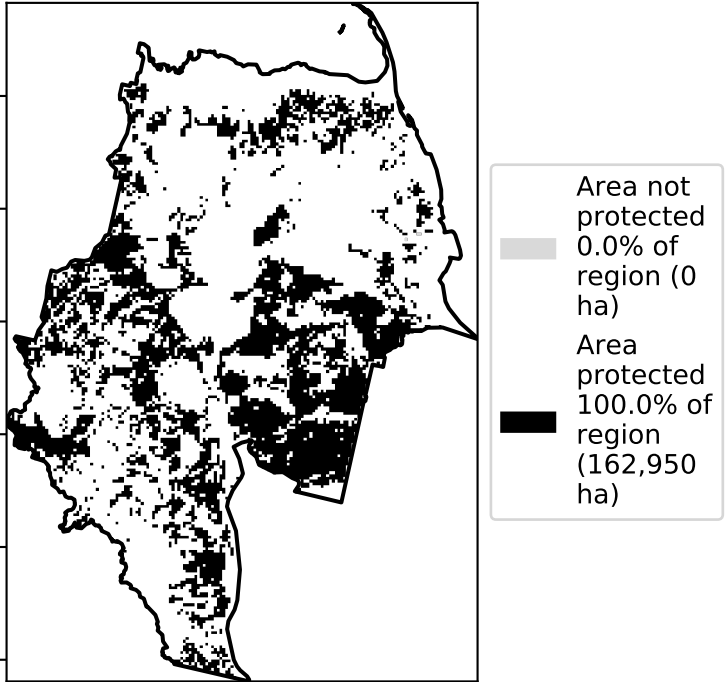 Area not
protected
0.0% of
region (0
ha)
Area
protected
100.0% of
region
(162,950
ha)